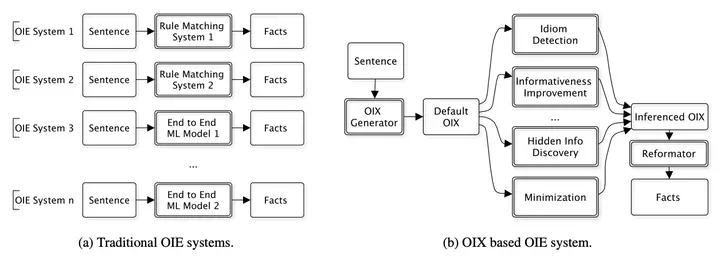 OIE System 1
Sentence
Rule Matching
System 1
Facts
OIE System 2
Sentence
Rule Matching
System 2
Facts
OIE System 3
Sentence
End to End
ML Model 1
Facts
...
OIE System n
Sentence
End to End
ML Model 2
Facts
(a) Traditional OIE systems.
Sentence
OIX
Generator
Default
OIX
Idiom
Detection
Informativeness
Improvement
...
Hidden Info
Discovery
Minimization
Inferenced OIX
Reformator
Facts
(b) OIX based OIE system.